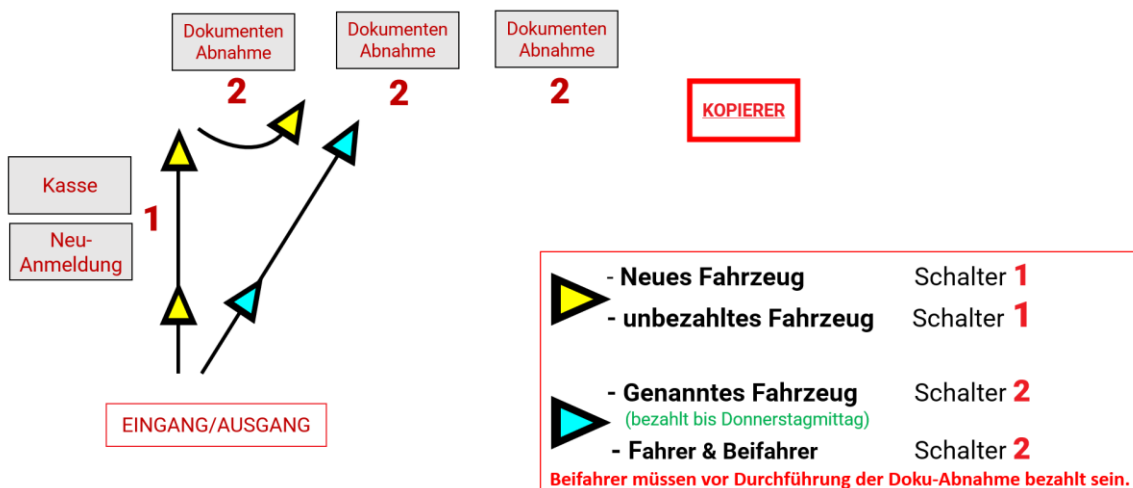 Dokumenten
Abnahme
Dokumenten
Abnahme
Dokumenten
Abnahme
2
2
2
KOPIERER
Kasse
1
Neu-
Anmeldung
EINGANG/AUSGANG
- Neues Fahrzeug Schalter 1
- unbezahltes Fahrzeug Schalter 1
- Genanntes Fahrzeug Schalter 2
(bezahlt bis Donnerstagmittag)
- Fahrer & Beifahrer Schalter 2
Beifahrer müssen vor Durchführung der Doku-Abnahme bezahlt sein.